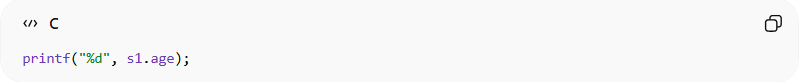 </> C
printf("%d", s1.age);